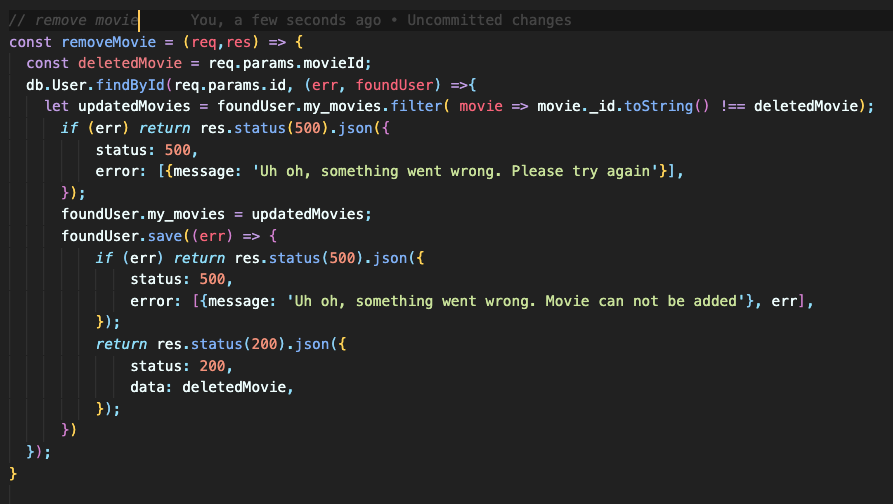 // remove movie      You, a few seconds ago • Uncommitted changes
const removeMovie = (req,res) => {
  const deletedMovie = req.params.movieId;
  db.User.findById(req.params.id, (err, foundUser) =>{
    let updatedMovies = foundUser.my_movies.filter( movie => movie._id.toString() !== deletedMovie);
      if (err) return res.status(500).json({
          status: 500,
          error: [{message: 'Uh oh, something went wrong. Please try again'}],
      });
      foundUser.my_movies = updatedMovies;
      foundUser.save((err) => {
          if (err) return res.status(500).json({
              status: 500,
              error: [{message: 'Uh oh, something went wrong. Movie can not be added'}, err],
          });
          return res.status(200).json({
              status: 200,
              data: deletedMovie,
          });
      })
  });
}